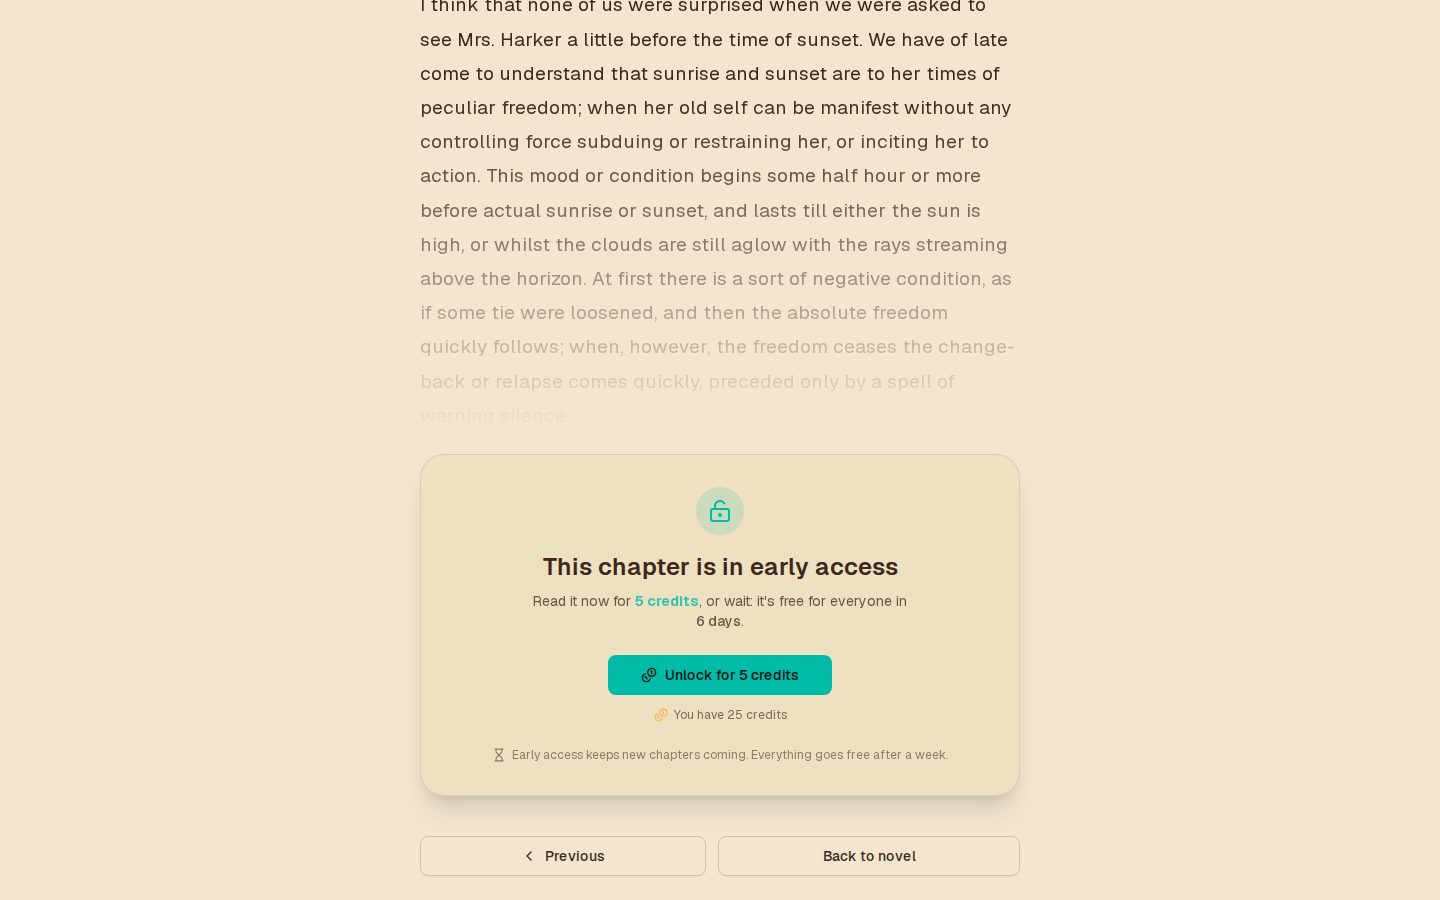 I think that none of us were surprised when we were asked to
see Mrs. Harker a little before the time of sunset. We have of late
come to understand that sunrise and sunset are to her times of
peculiar freedom; when her old self can be manifest without any
controlling force subduing or restraining her, or inciting her to
action. This mood or condition begins some half hour or more
before actual sunrise or sunset, and lasts till either the sun is
high, or whilst the clouds are still aglow with the rays streaming
above the horizon. At first there is a sort of negative condition, as
if some tie were loosened, and then the absolute freedom
quickly follows; when, however, the freedom ceases the change-
back or relapse comes quickly, preceded only by a spell of
warning silence
This chapter is in early access
Read it now for 5 credits, or wait: it's free for everyone in
6 days.
Unlock for 5 credits
You have 25 credits
Early access keeps new chapters coming. Everything goes free after a week.
Previous
Back to novel